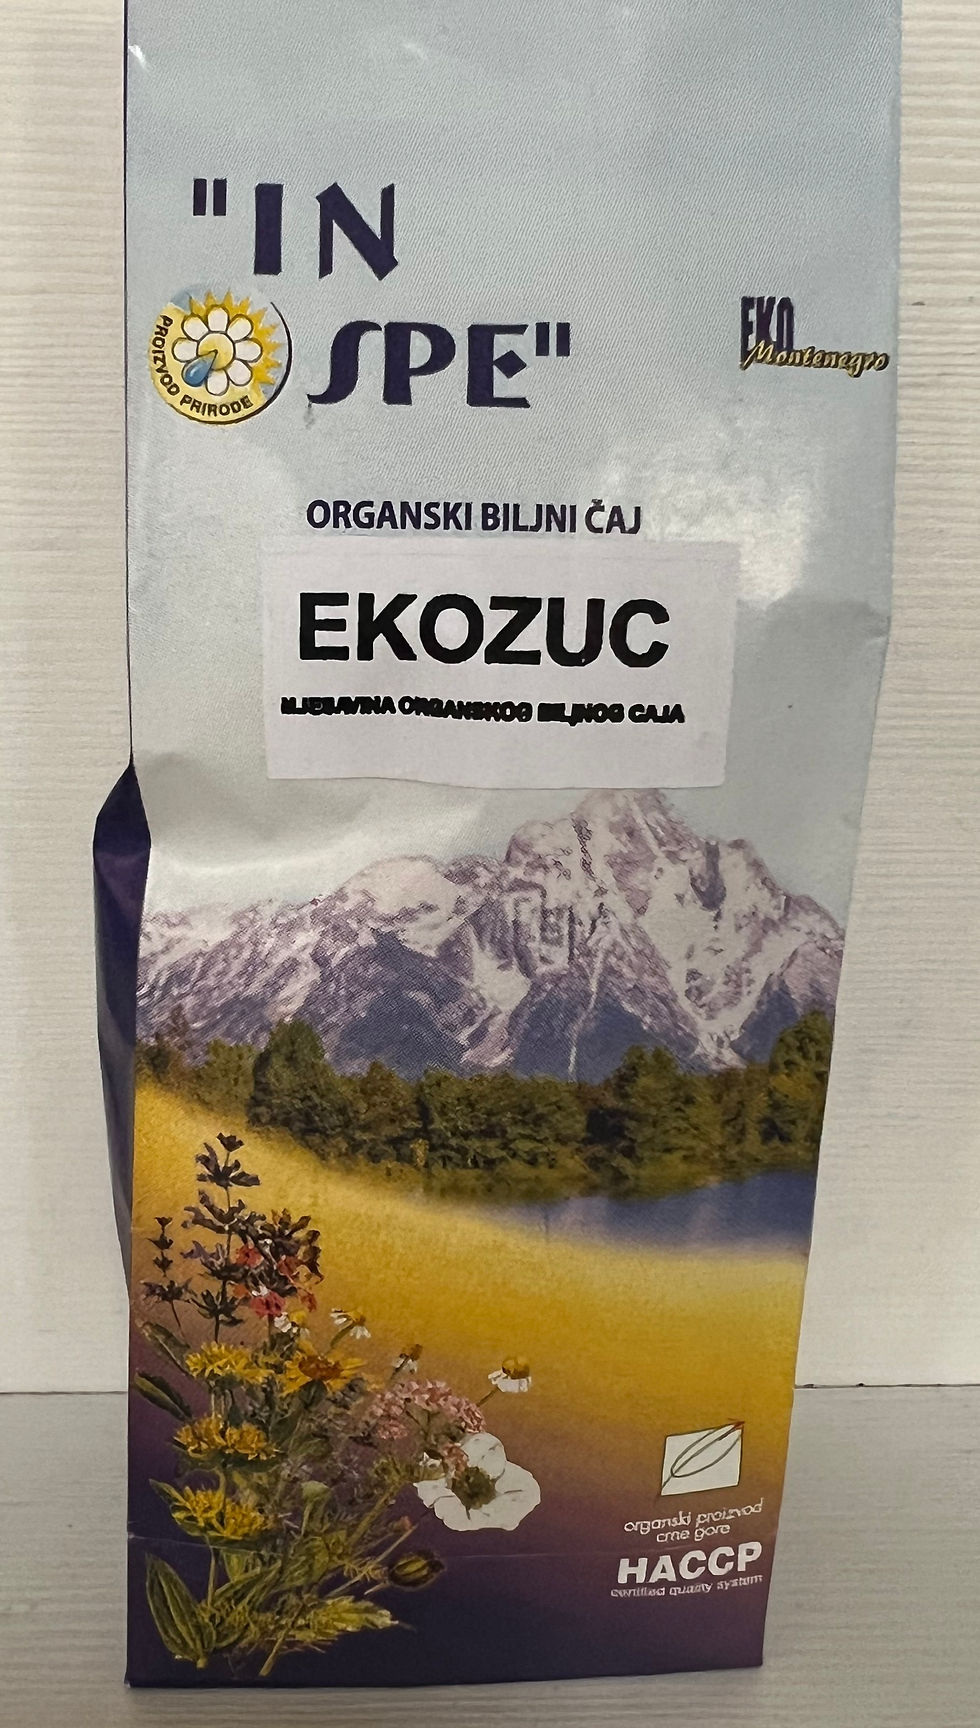 "IN
SPE"
PROIZVOD PRIRODE
EKO
Montenegro
ORGANSKI BILJNI ČAJ
EKOZUC
MJEŠAVINA ORGANSKOG BILJNOG ČAJA
organski proizvod
crne gore
HACCP
certified quality system